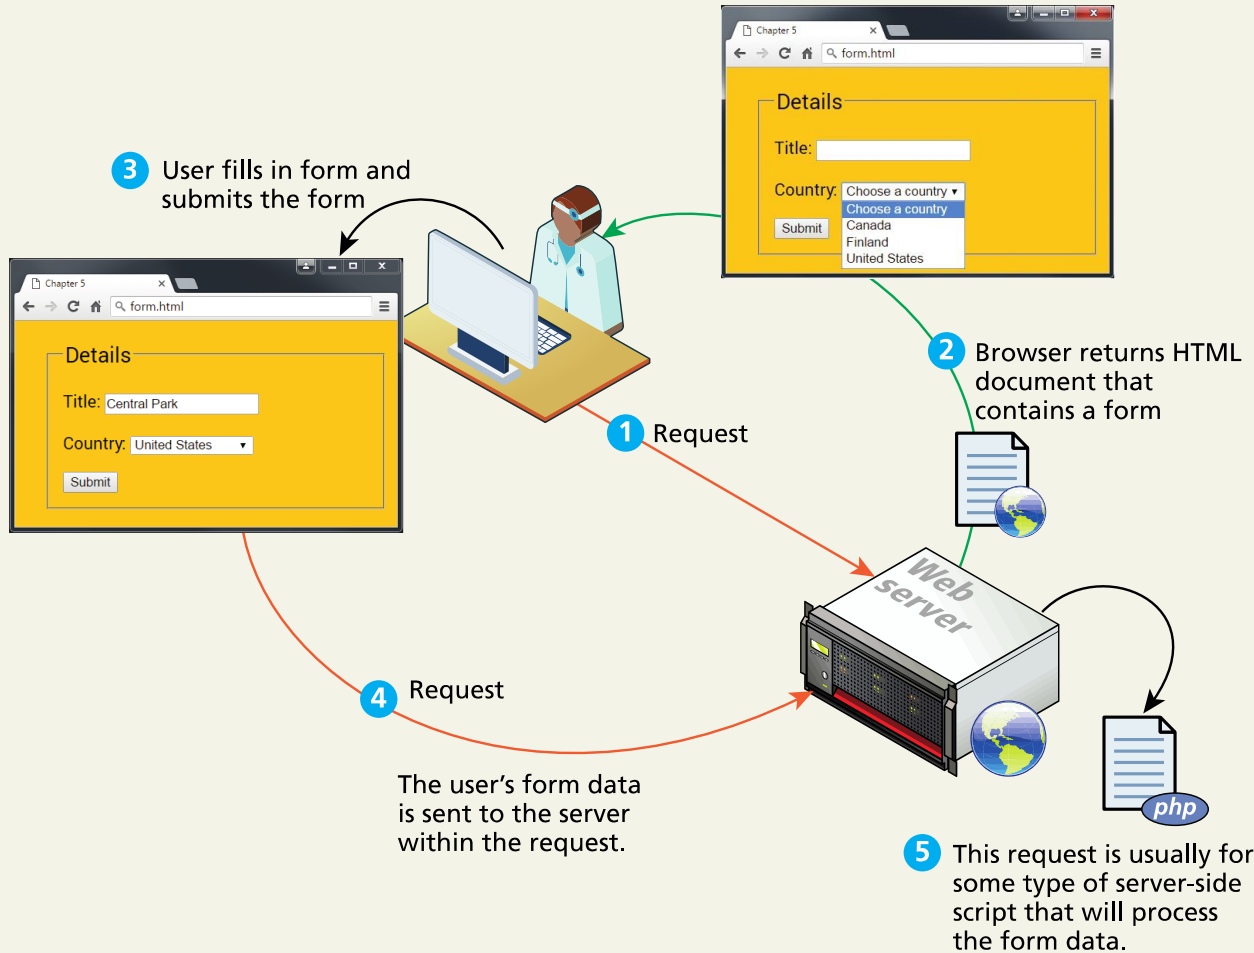 Chapter 5
form.html
Details
Title:
Country: Choose a country
Choose a country
Canada
Finland
United States
Submit
3 User fills in form and
submits the form
Chapter 5
form.html
Details
Title: Central Park
Country: United States
Submit
2 Browser returns HTML
document that
contains a form
1 Request
Web
server
4 Request
The user's form data
is sent to the server
within the request.
php
5 This request is usually for
some type of server-side
script that will process
the form data.